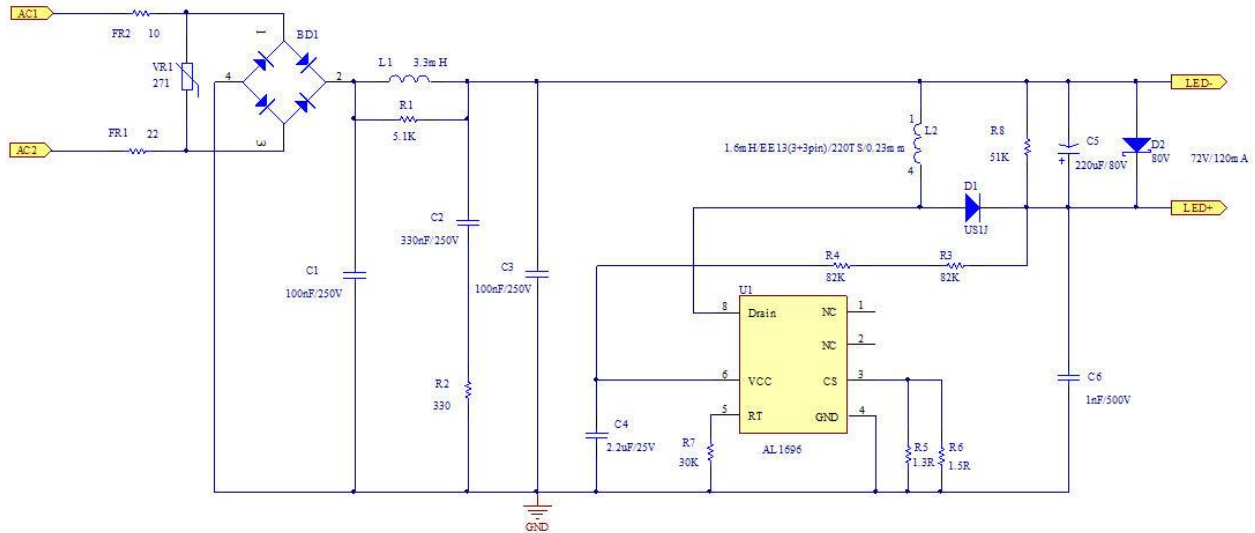 AC1
FR2 10
VR1
271
FR1 22
AC2
BD1
1
2
3
4
L1 3.3mH
R1
5.1K
C1
100nF/250V
C2
330nF/250V
R2
330
C3
100nF/250V
GND
1
L2
1.6mH/EE13(3+3pin)/220TS/0.23mm
4
D1
US1J
R8
51K
C5
220uF/80V
+
D2
80V
72V/120mA
LED-
LED+
R4
82K
R3
82K
U1
8 Drain
NC 1
NC 2
6 VCC
CS 3
5 RT
GND 4
AL1696
C4
2.2uF/25V
R7
30K
R5
1.3R
R6
1.5R
C6
1nF/500V